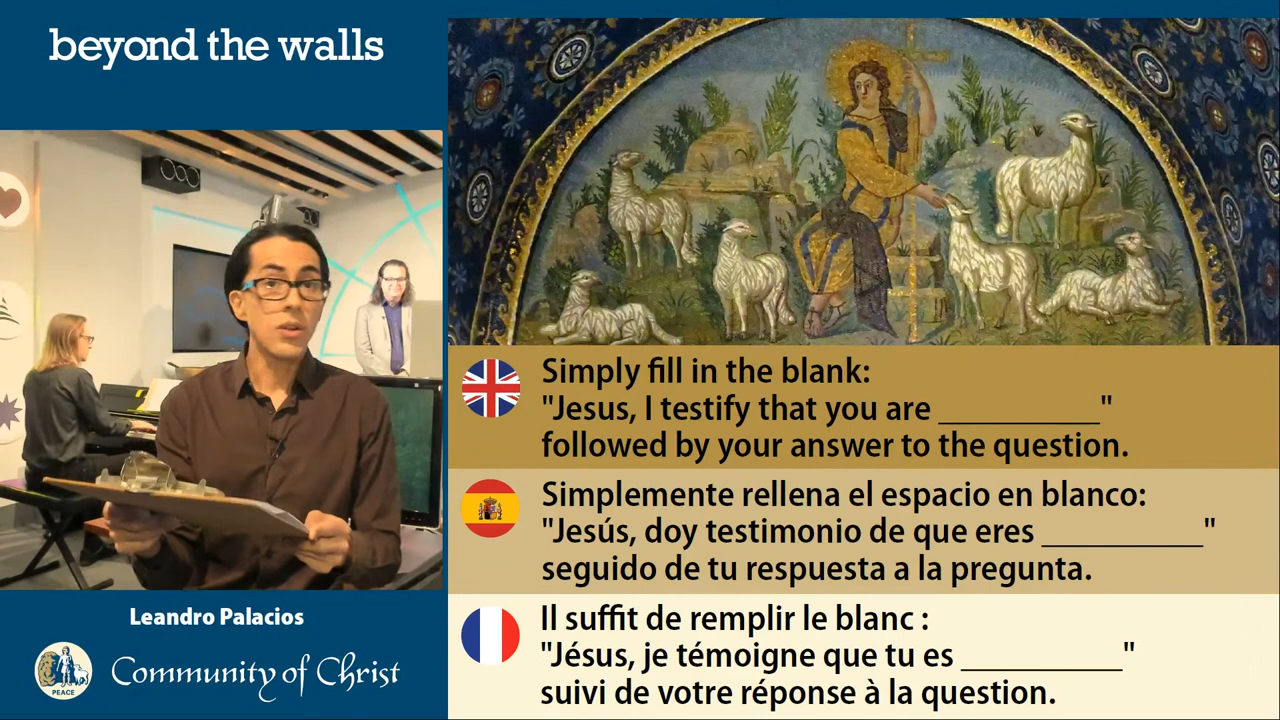 beyond the walls
Simply fill in the blank:
"Jesus, I testify that you are __________"
followed by your answer to the question.
Simplemente rellena el espacio en blanco:
"Jesús, doy testimonio de que eres __________"
seguido de tu respuesta a la pregunta.
Il suffit de remplir le blanc :
"Jésus, je témoigne que tu es __________"
suivi de votre réponse à la question.
Leandro Palacios
PEACE
Community of Christ